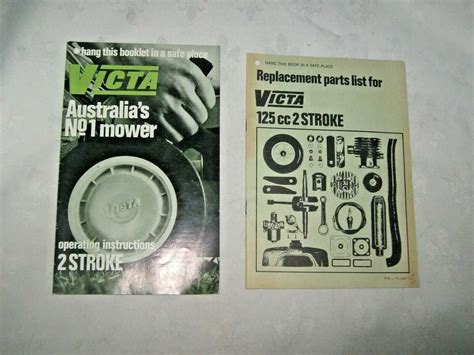 hang this booklet in a safe place
VICTA
Australia's
No1 mower
VICTA
operating instructions
2 STROKE
HANG THIS BOOK IN A SAFE PLACE
Replacement parts list for
VICTA
125 cc 2 STROKE